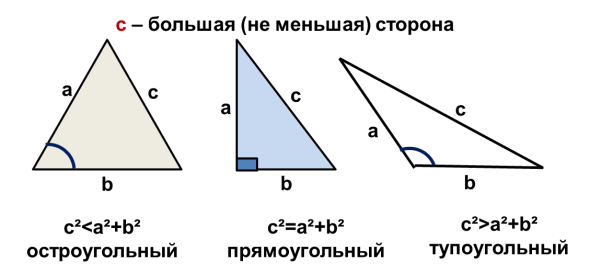 c – большая (не меньшая) сторона
a
c
b
a
c
b
a
c
b
c²<a²+b²
остроугольный
c²=a²+b²
прямоугольный
c²>a²+b²
тупоугольный